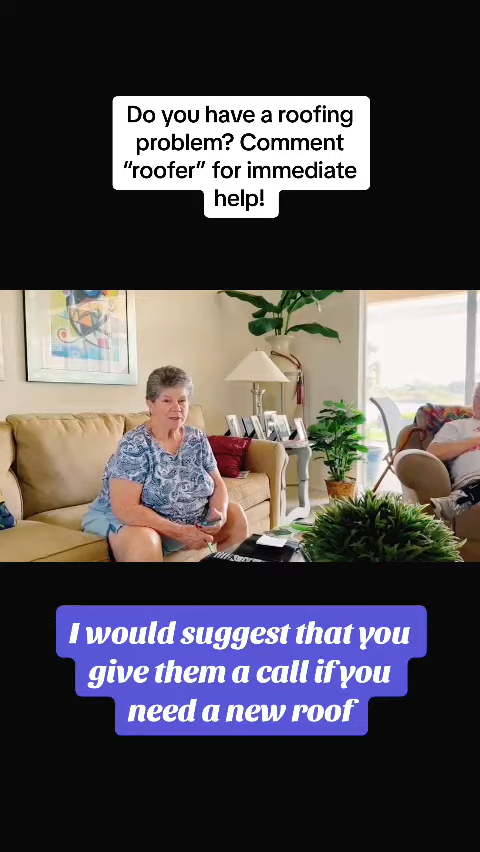 Do you have a roofing
problem? Comment
“roofer” for immediate
help!
I would suggest that you
give them a call if you
need a new roof